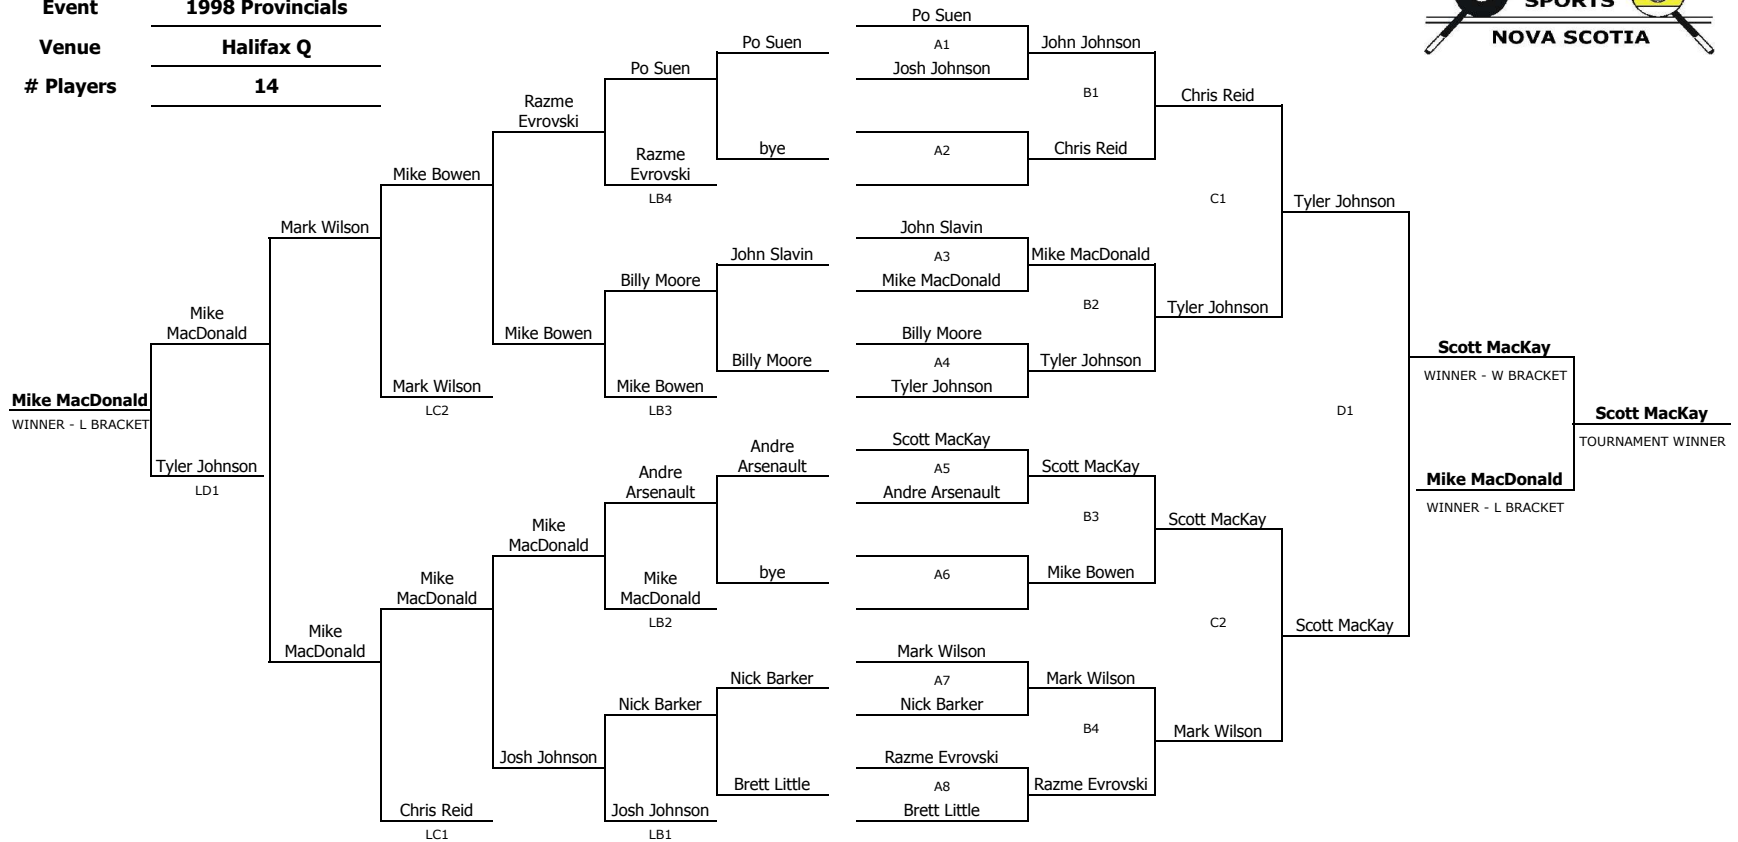 Event
1998 Provincials
Venue
Halifax Q
# Players
14
SPORTS
NOVA SCOTIA
Po Suen
Po Suen
A1
John Johnson
Po Suen
Josh Johnson
B1
Chris Reid
Razme
Evrovski
Razme
Evrovski
LB4
bye
A2
Chris Reid
Mike Bowen
C1
Tyler Johnson
Mark Wilson
John Slavin
John Slavin
A3
Mike MacDonald
Billy Moore
Mike MacDonald
B2
Tyler Johnson
Mike
MacDonald
Mike Bowen
Billy Moore
Billy Moore
A4
Tyler Johnson
Scott MacKay
WINNER - W BRACKET
Mark Wilson
LC2
Mike Bowen
LB3
Tyler Johnson
D1
Mike MacDonald
WINNER - L BRACKET
Scott MacKay
TOURNAMENT WINNER
Tyler Johnson
LD1
Andre
Arsenault
Andre
Arsenault
Scott MacKay
A5
Scott MacKay
Andre Arsenault
B3
Scott MacKay
Mike MacDonald
WINNER - L BRACKET
Mike
MacDonald
Mike
MacDonald
Mike
MacDonald
LB2
bye
A6
Mike Bowen
C2
Scott MacKay
Mike
MacDonald
Nick Barker
Nick Barker
Mark Wilson
A7
Mark Wilson
Nick Barker
B4
Mark Wilson
Josh Johnson
Brett Little
Razme Evrovski
A8
Razme Evrovski
Chris Reid
LC1
Josh Johnson
LB1
Brett Little